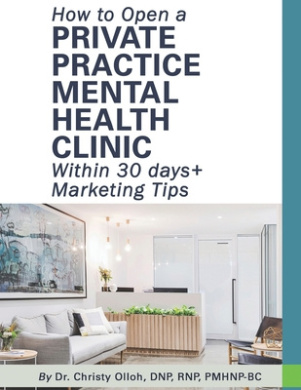 How to Open a
PRIVATE
PRACTICE
MENTAL
HEALTH
CLINIC
Within 30 days+
Marketing Tips
By Dr. Christy Olloh, DNP, RNP, PMHNP-BC